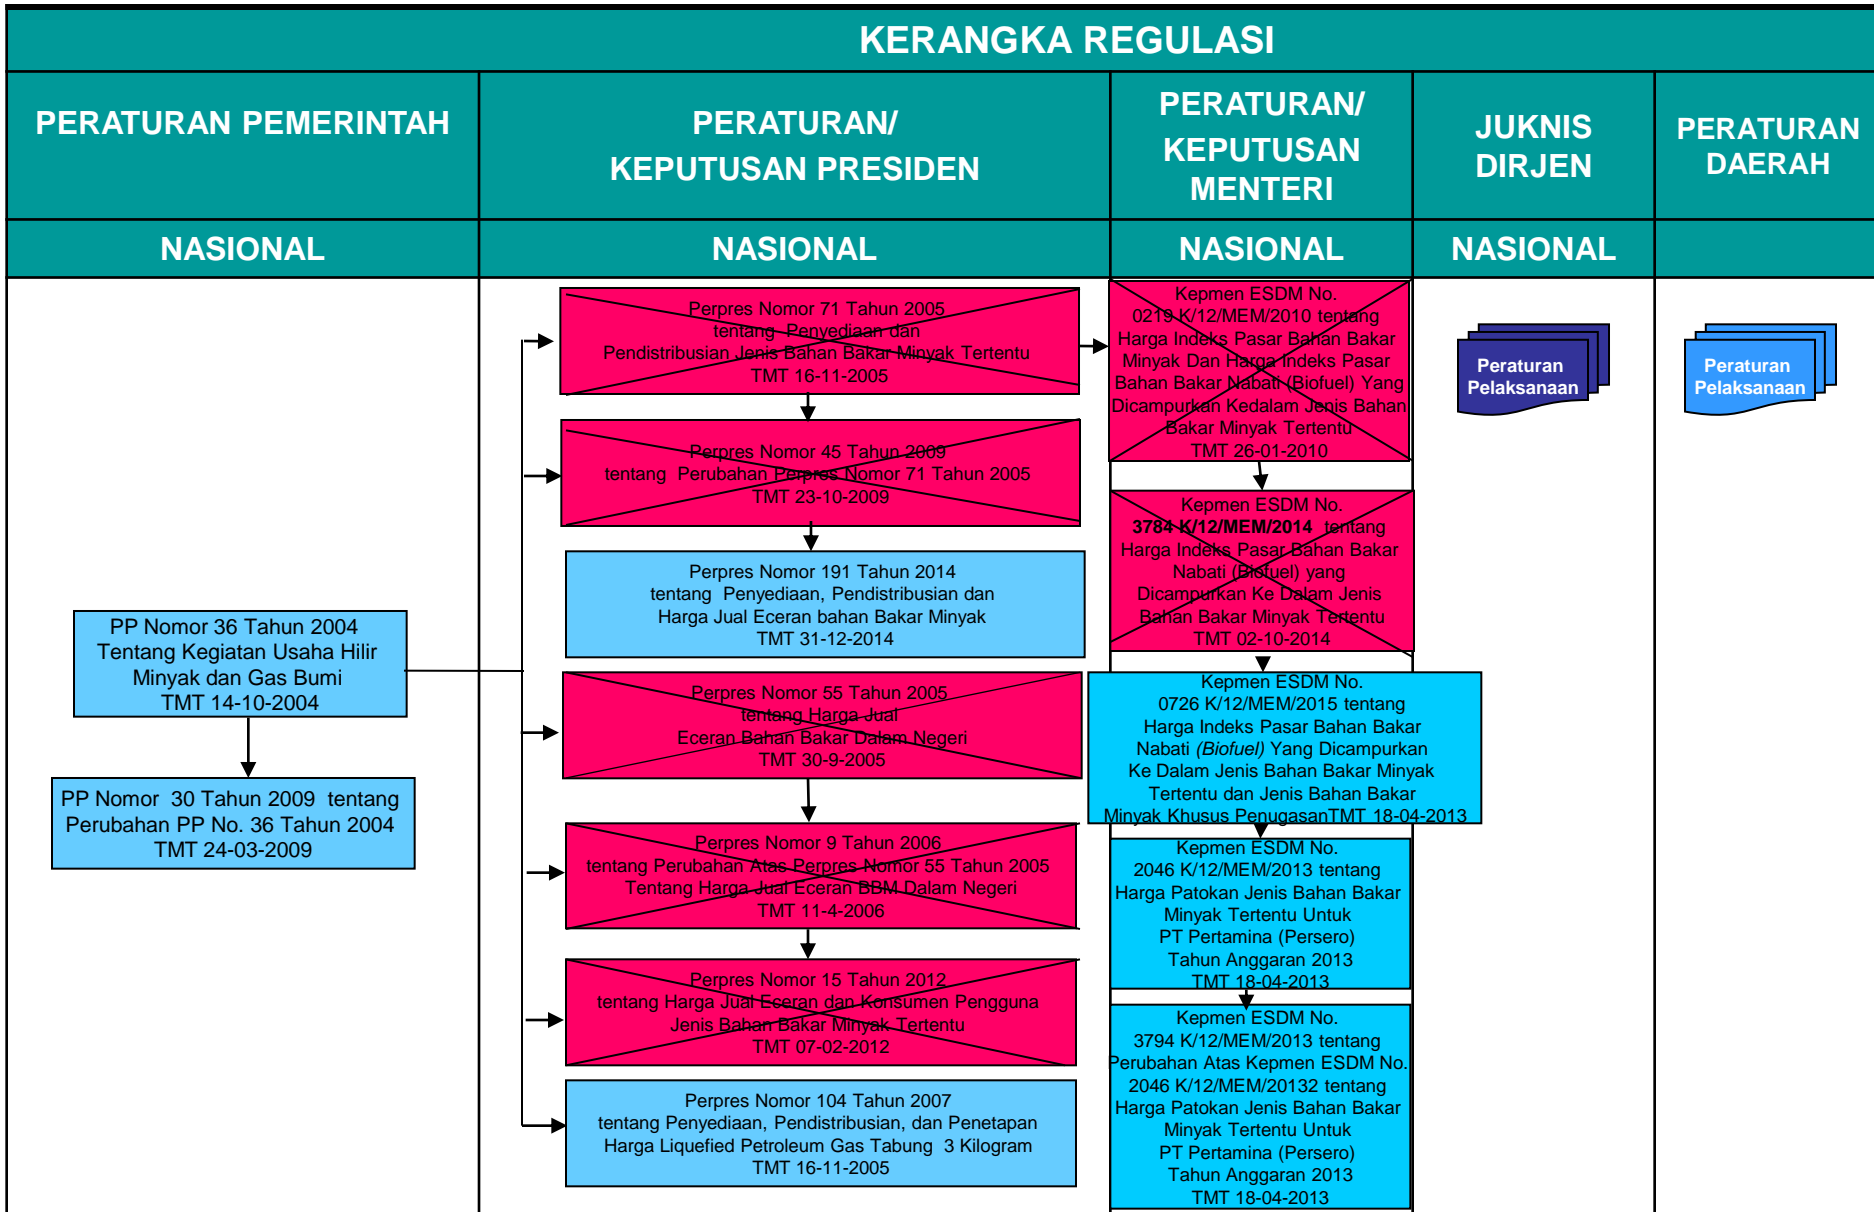 KERANGKA REGULASI
PERATURAN PEMERINTAH
PERATURAN/
KEPUTUSAN PRESIDEN
PERATURAN/
KEPUTUSAN
MENTERI
JUKNIS
DIRJEN
PERATURAN
DAERAH
NASIONAL
NASIONAL
NASIONAL
NASIONAL
PP Nomor 36 Tahun 2004
Tentang Kegiatan Usaha Hilir
Minyak dan Gas Bumi
TMT 14-10-2004
PP Nomor  30 Tahun 2009  tentang
Perubahan PP No. 36 Tahun 2004
TMT 24-03-2009
Perpres Nomor 71 Tahun 2005
tentang  Penyediaan dan
Pendistribusian Jenis Bahan Bakar Minyak Tertentu
TMT 16-11-2005
Perpres Nomor 45 Tahun 2009
tentang  Perubahan Perpres Nomor 71 Tahun 2005
TMT 23-10-2009
Perpres Nomor 191 Tahun 2014
tentang  Penyediaan, Pendistribusian dan
Harga Jual Eceran bahan Bakar Minyak
TMT 31-12-2014
Perpres Nomor 55 Tahun 2005
tentang Harga Jual
Eceran Bahan Bakar Dalam Negeri
TMT 30-9-2005
Perpres Nomor 9 Tahun 2006
tentang Perubahan Atas Perpres Nomor 55 Tahun 2005
Tentang Harga Jual Eceran BBM Dalam Negeri
TMT 11-4-2006
Perpres Nomor 15 Tahun 2012
tentang Harga Jual Eceran dan Konsumen Pengguna
Jenis Bahan Bakar Minyak Tertentu
TMT 07-02-2012
Perpres Nomor 104 Tahun 2007
tentang Penyediaan, Pendistribusian, dan Penetapan
Harga Liquefied Petroleum Gas Tabung  3 Kilogram
TMT 16-11-2005
Kepmen ESDM No.
0219 K/12/MEM/2010 tentang
Harga Indeks Pasar Bahan Bakar
Minyak Dan Harga Indeks Pasar
Bahan Bakar Nabati (Biofuel) Yang
Dicampurkan Kedalam Jenis Bahan
Bakar Minyak Tertentu
TMT 26-01-2010
Kepmen ESDM No.
3784 K/12/MEM/2014  tentang
Harga Indeks Pasar Bahan Bakar
Nabati (Biofuel) yang
Dicampurkan Ke Dalam Jenis
Bahan Bakar Minyak Tertentu
TMT 02-10-2014
Kepmen ESDM No.
0726 K/12/MEM/2015 tentang
Harga Indeks Pasar Bahan Bakar
Nabati (Biofuel) Yang Dicampurkan
Ke Dalam Jenis Bahan Bakar Minyak
Tertentu dan Jenis Bahan Bakar
Minyak Khusus PenugasanTMT 18-04-2013
Kepmen ESDM No.
2046 K/12/MEM/2013 tentang
Harga Patokan Jenis Bahan Bakar
Minyak Tertentu Untuk
PT Pertamina (Persero)
Tahun Anggaran 2013
TMT 18-04-2013
Kepmen ESDM No.
3794 K/12/MEM/2013 tentang
Perubahan Atas Kepmen ESDM No.
2046 K/12/MEM/20132 tentang
Harga Patokan Jenis Bahan Bakar
Minyak Tertentu Untuk
PT Pertamina (Persero)
Tahun Anggaran 2013
TMT 18-04-2013
Peraturan
Pelaksanaan
Peraturan
Pelaksanaan